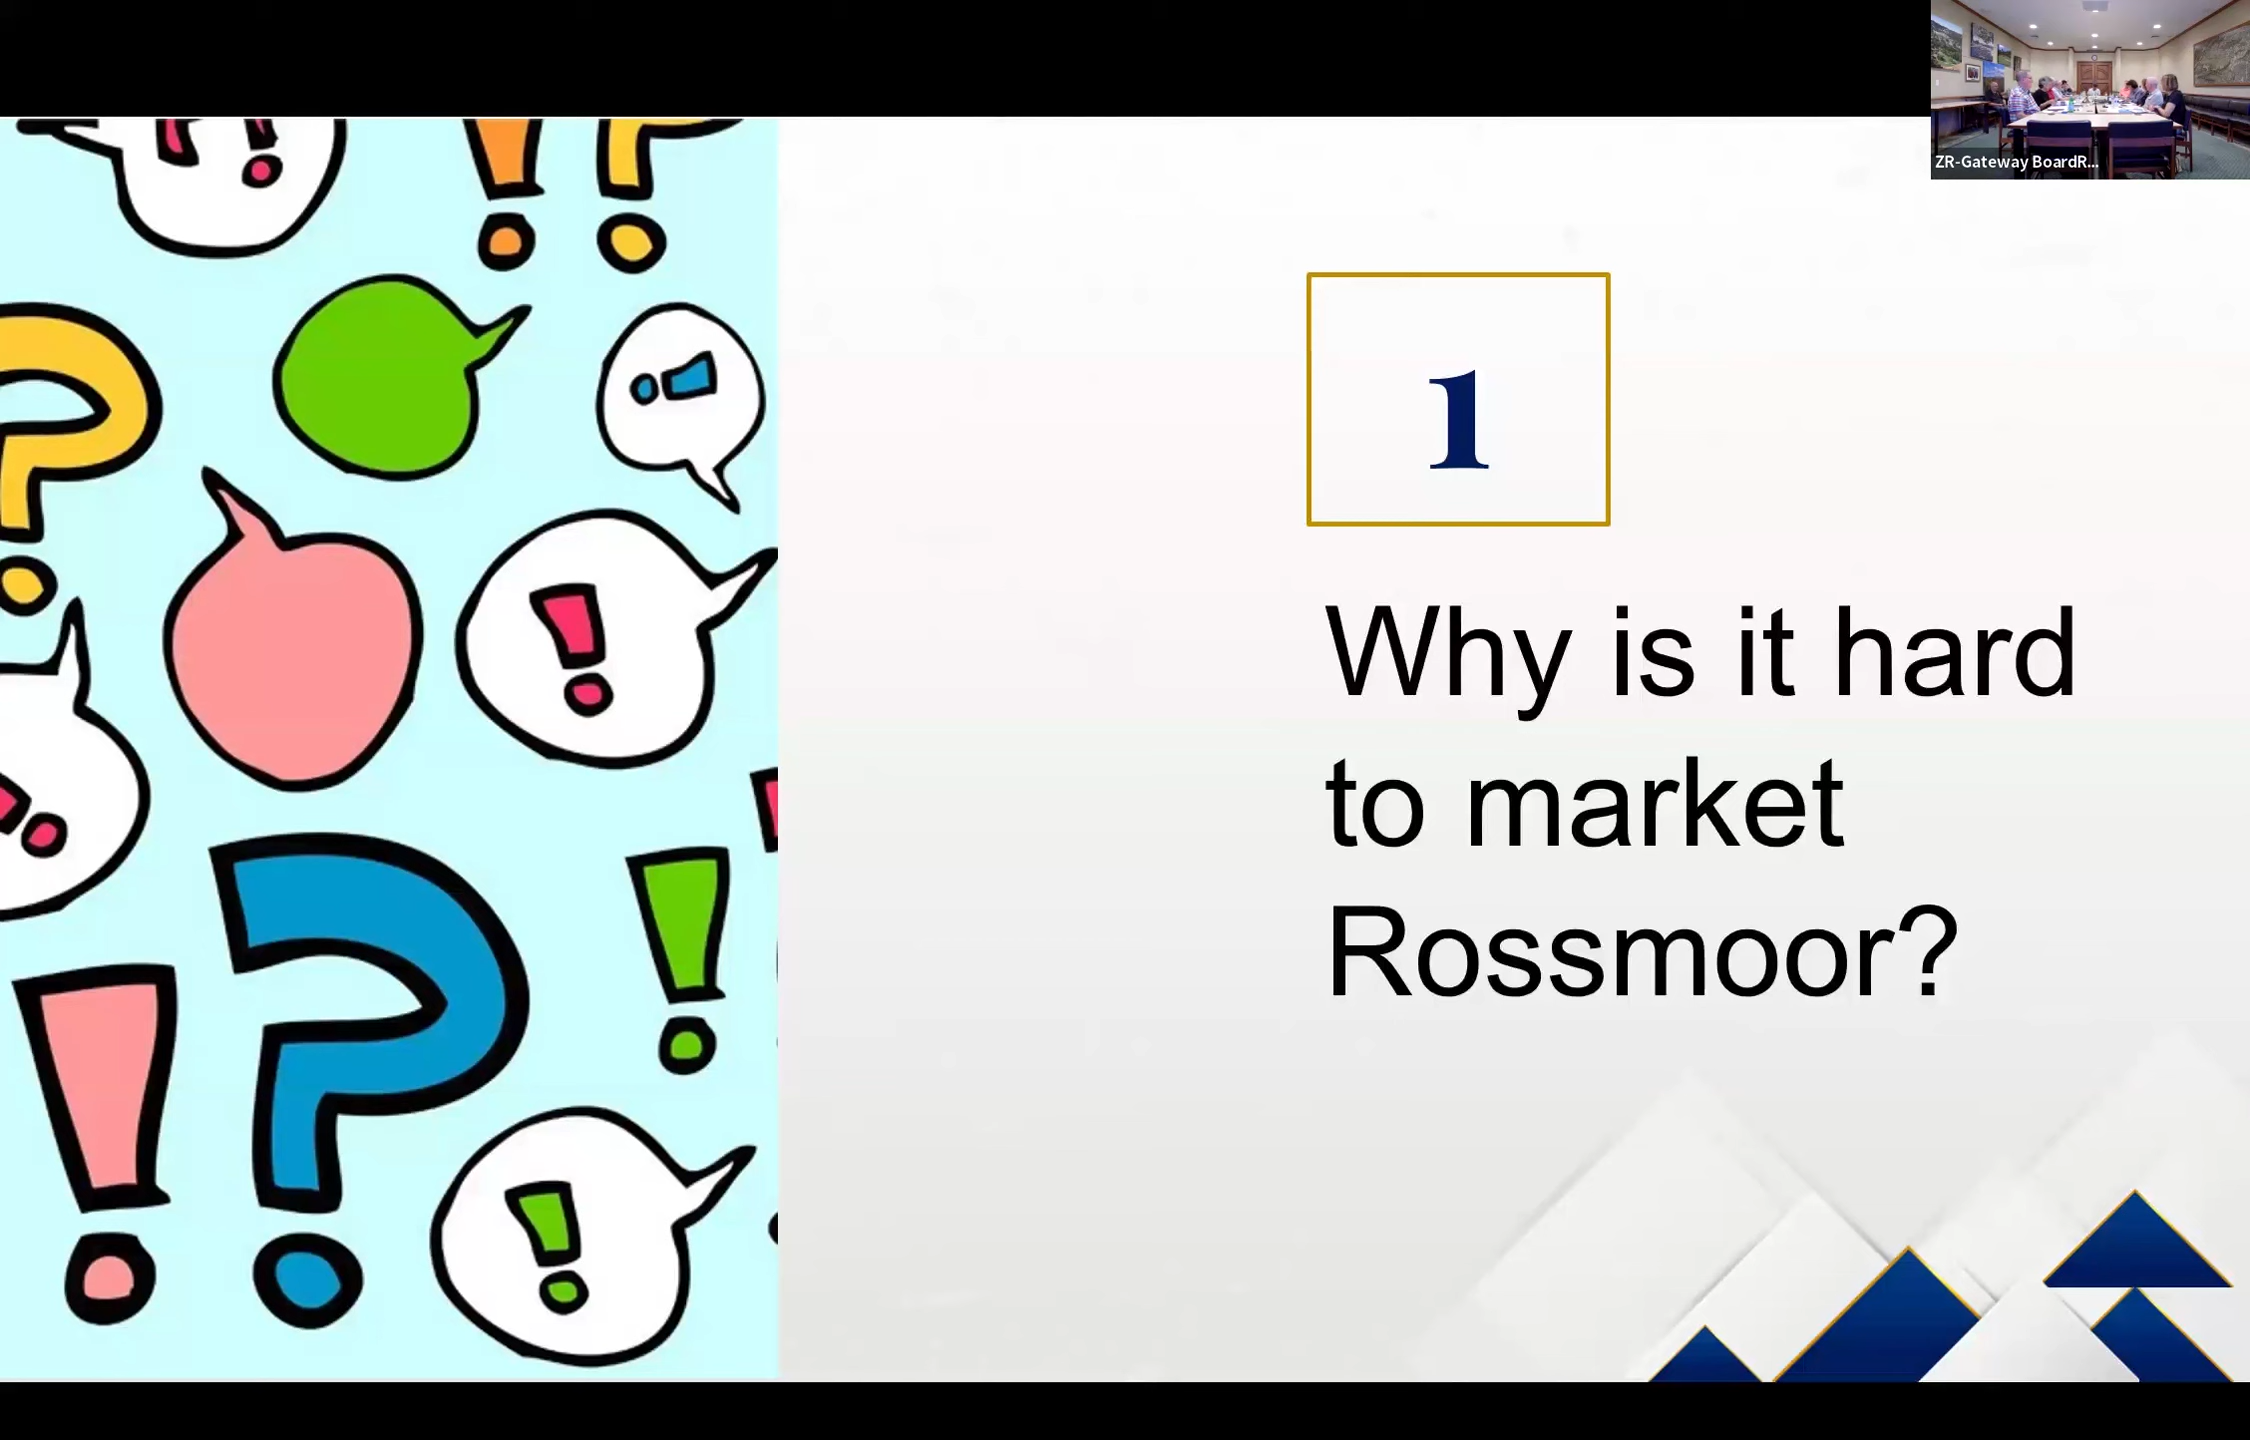 ZR-Gateway BoardR...
1
Why is it hard
to market
Rossmoor?